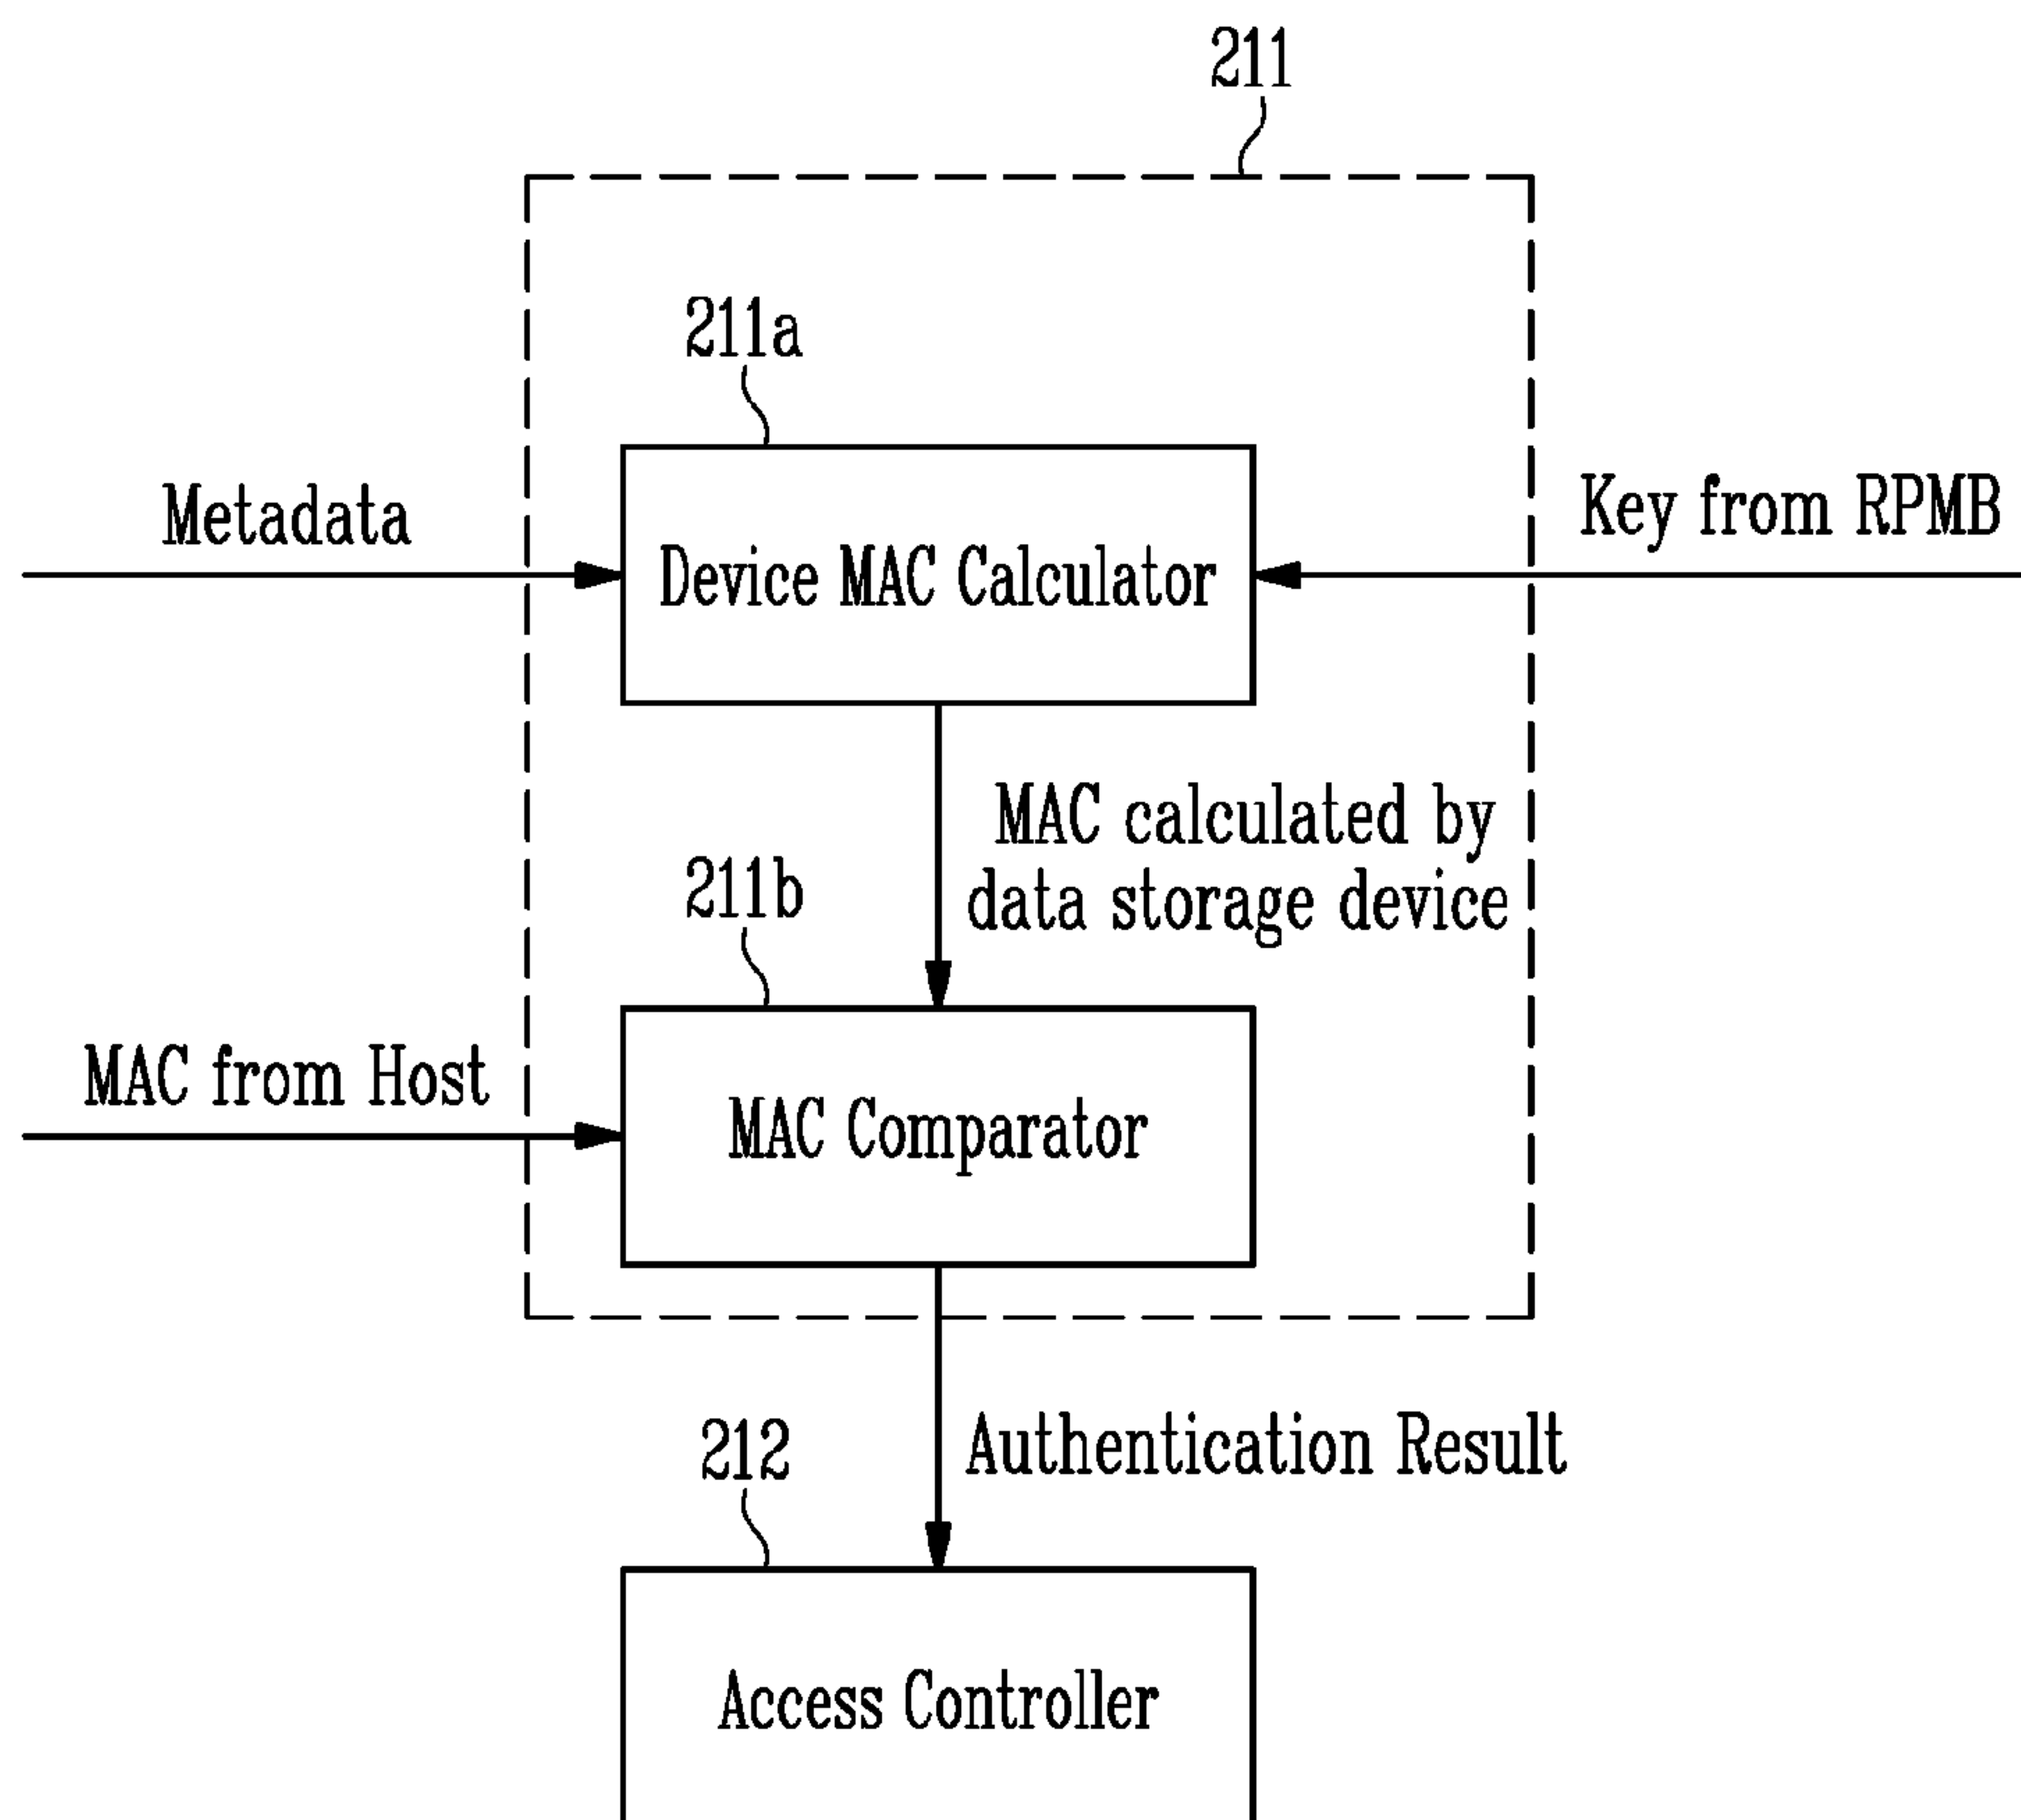 211
211a
Metadata
Key from RPMB
Device MAC Calculator
MAC calculated by
data storage device
211b
MAC from Host
MAC Comparator
212
Authentication Result
Access Controller